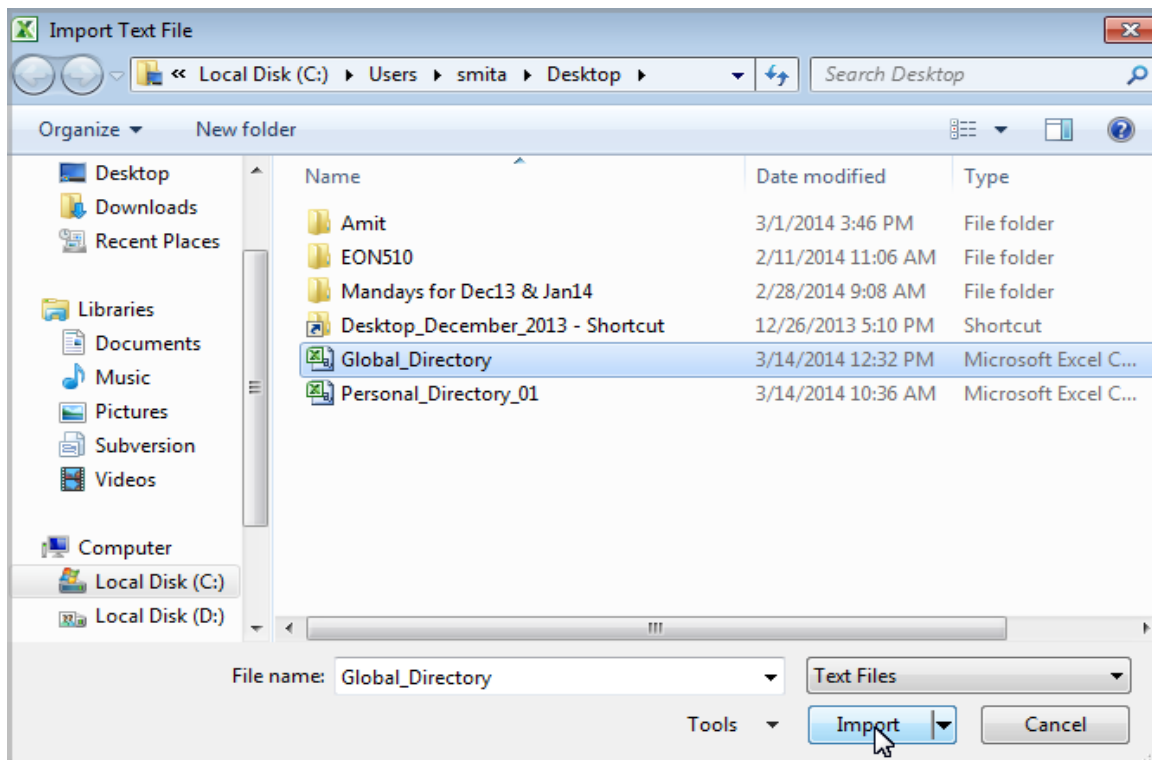 Import Text File
« Local Disk (C:) ▸ Users ▸ smita ▸ Desktop ▸ Search Desktop
Organize New folder
Desktop
Downloads
Recent Places
Libraries
Documents
Music
Pictures
Subversion
Videos
Computer
Local Disk (C:)
Local Disk (D:)
Name Date modified Type
Amit 3/1/2014 3:46 PM File folder
EON510 2/11/2014 11:06 AM File folder
Mandays for Dec13 & Jan14 2/28/2014 9:08 AM File folder
Desktop_December_2013 - Shortcut 12/26/2013 5:10 PM Shortcut
Global_Directory 3/14/2014 12:32 PM Microsoft Excel C...
Personal_Directory_01 3/14/2014 10:36 AM Microsoft Excel C...
File name: Global_Directory Text Files
Tools Import Cancel